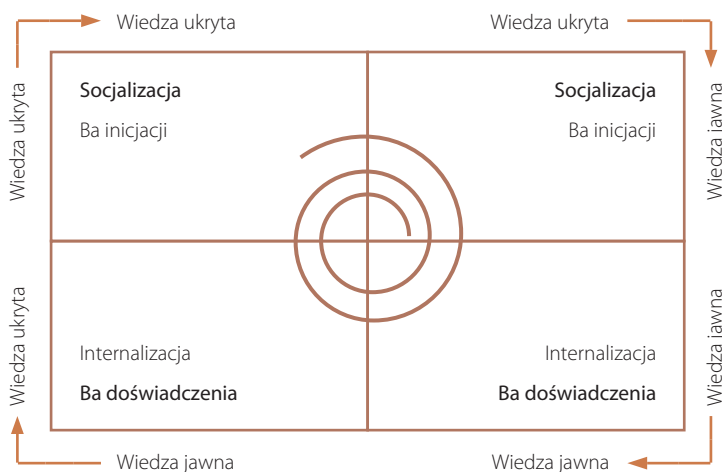 Wiedza ukryta
Wiedza ukryta
Wiedza ukryta
Socjalizacja
Ba inicjacji
Socjalizacja
Ba inicjacji
Wiedza jawna
Wiedza ukryta
Internalizacja
Ba doświadczenia
Internalizacja
Ba doświadczenia
Wiedza jawna
Wiedza jawna
Wiedza jawna